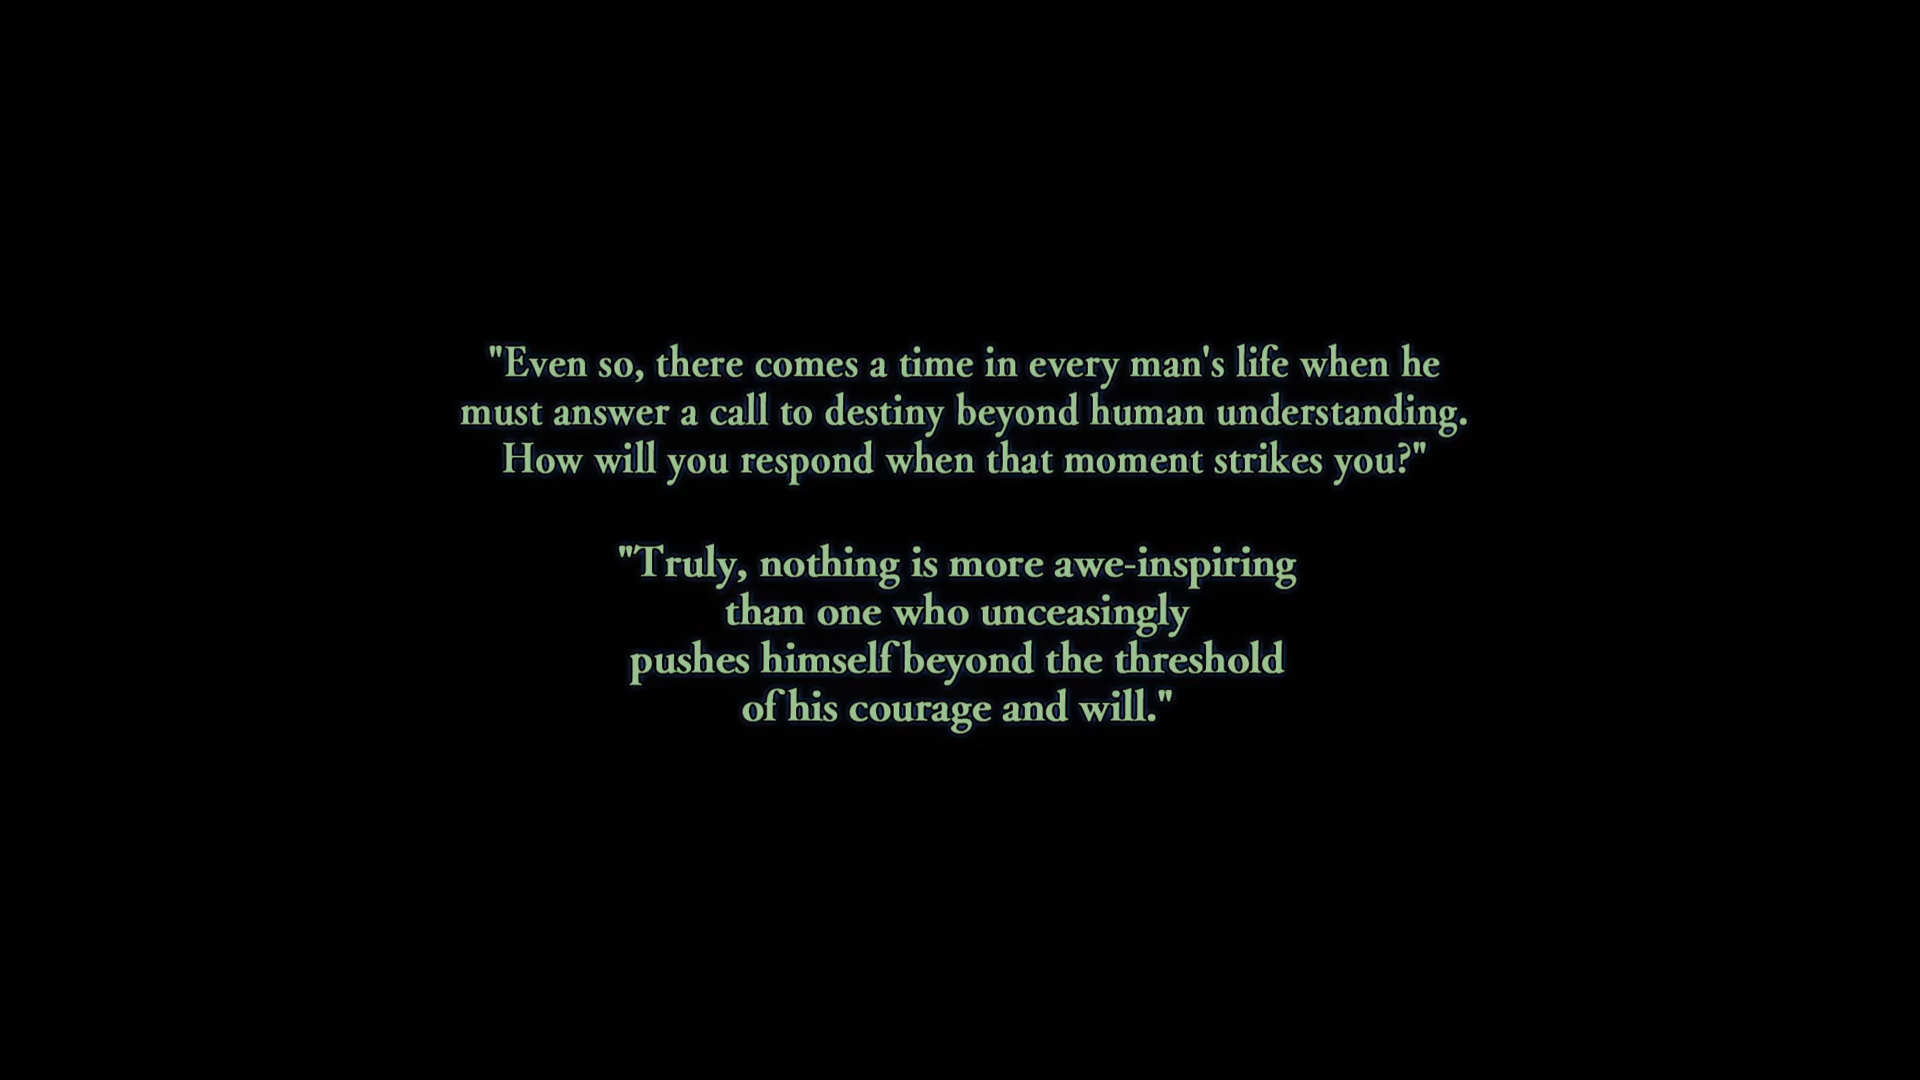 "Even so, there comes a time in every man's life when he
must answer a call to destiny beyond human understanding.
How will you respond when that moment strikes you?"
"Truly, nothing is more awe-inspiring
than one who unceasingly
pushes himself beyond the threshold
of his courage and will."